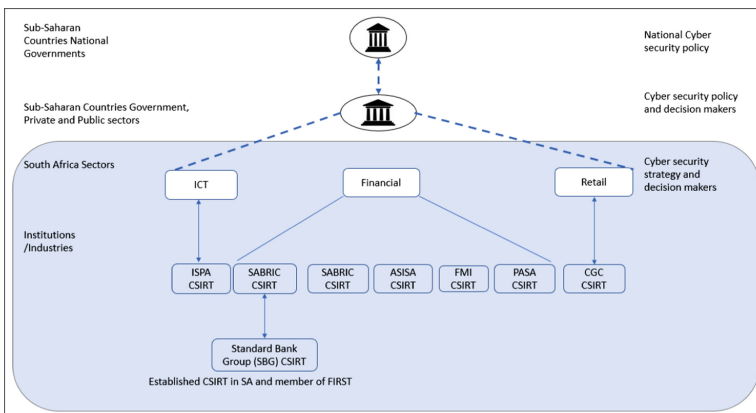 Sub-Saharan
Countries National
Governments
National Cyber
security policy
Sub-Saharan Countries Government,
Private and Public sectors
Cyber security policy
and decision makers
South Africa Sectors
Cyber security
strategy and
decision makers
ICT
Financial
Retail
Institutions
/Industries
ISPA
CSIRT
SABRIC
CSIRT
SABRIC
CSIRT
ASISA
CSIRT
FMI
CSIRT
PASA
CSIRT
CGC
CSIRT
Standard Bank
Group (SBG) CSIRT
Established CSIRT in SA and member of FIRST